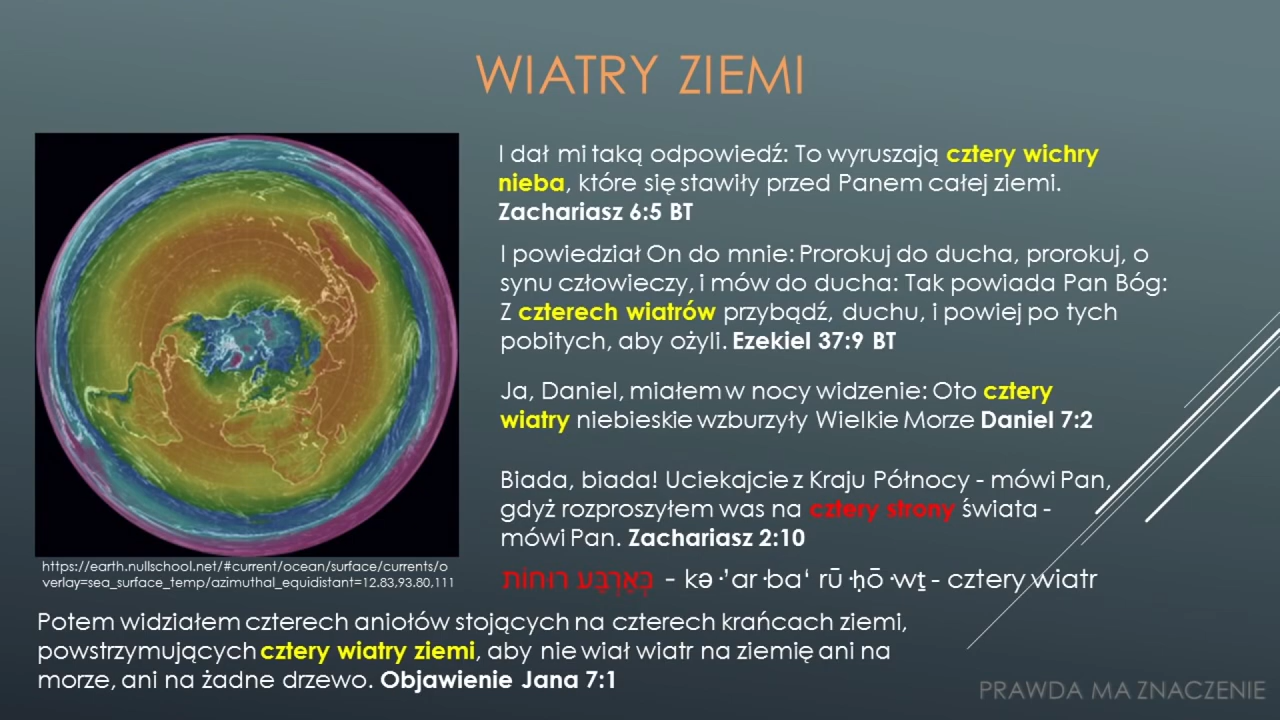 WIATRY ZIEMI
I dał mi taką odpowiedź: To wyruszają cztery wichry
nieba, które się stawiły przed Panem całej ziemi.
Zachariasz 6:5 BT
I powiedział On do mnie: Prorokuj do ducha, prorokuj, o
synu człowieczy, i mów do ducha: Tak powiada Pan Bóg:
Z czterech wiatrów przybądź, duchu, i powiej po tych
pobitych, aby ożyli. Ezekiel 37:9 BT
Ja, Daniel, miałem w nocy widzenie: Oto cztery
wiatry niebieskie wzburzyły Wielkie Morze Daniel 7:2
Biada, biada! Uciekajcie z Kraju Północy - mówi Pan,
gdyż rozproszyłem was na cztery strony świata -
mówi Pan. Zachariasz 2:10
כְּאַרְבַּ֛ע רוּח֥וֹת - kə·’ar·ba‘ rū·ḥō·wṯ - cztery wiatr
https://earth.nullschool.net/#current/ocean/surface/currents/o
verlay=sea_surface_temp/azimuthal_equidistant=12.83,93.80,111
Potem widziałem czterech aniołów stojących na czterech krańcach ziemi,
powstrzymujących cztery wiatry ziemi, aby nie wiał wiatr na ziemię ani na
morze, ani na żadne drzewo. Objawienie Jana 7:1
PRAWDA MA ZNACZENIE